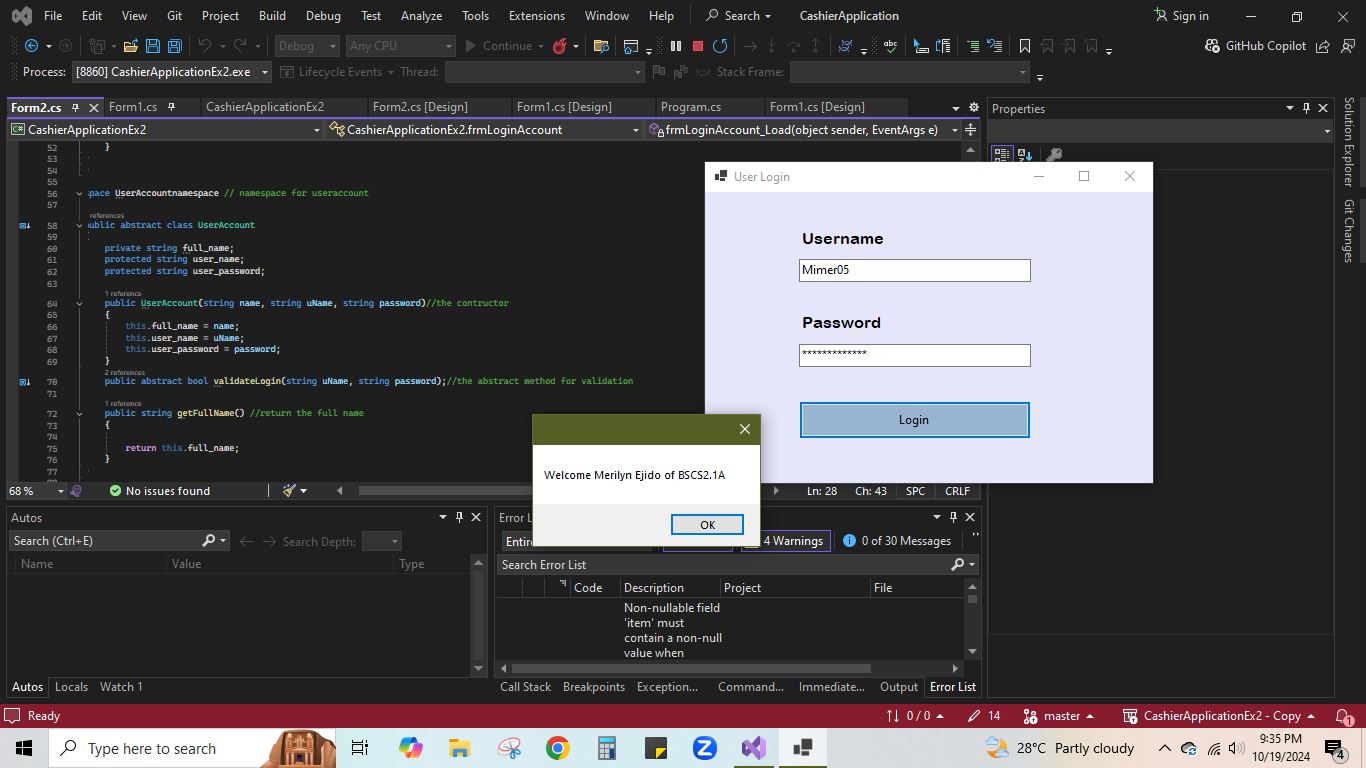 File Edit View Git Project Build Debug Test Analyze Tools Extensions Window Help Search CashierApplication Sign in
Debug Any CPU Continue GitHub Copilot
Process: [8860] CashierApplicationEx2.exe Lifecycle Events Thread: Stack Frame:
Form2.cs Form1.cs CashierApplicationEx2 Form2.cs [Design] Form1.cs [Design] Program.cs Form1.cs [Design]
CashierApplicationEx2 CashierApplicationEx2.frmLoginAccount frmLoginAccount_Load(object sender, EventArgs e)
52 }
53
54
55
56 pace UserAccountnamespace // namespace for useraccount
57
references
58 ublic abstract class UserAccount
59
60 private string full_name;
61 protected string user_name;
62 protected string user_password;
63
1 reference
64 public UserAccount(string name, string uName, string password)//the contructor
65 {
66 this.full_name = name;
67 this.user_name = uName;
68 this.user_password = password;
69 }
2 references
70 public abstract bool validateLogin(string uName, string password);//the abstract method for validation
71
1 reference
72 public string getFullName() //return the full name
73 {
74
75 return this.full_name;
76 }
77
68 % No issues found Ln: 28 Ch: 43 SPC CRLF
Properties
Solution Explorer
Git Changes
User Login
Username
Mimer05
Password
*************
Login
Welcome Merilyn Ejido of BSCS2.1A
OK
Autos
Search (Ctrl+E) Search Depth:
Name Value Type
Autos Locals Watch 1
Error L
Entire 4 Warnings 0 of 30 Messages
Search Error List
Code Description Project File
Non-nullable field
'item' must
contain a non-null
value when
Call Stack Breakpoints Exception... Command... Immediate... Output Error List
Ready 0 / 0 14 master CashierApplicationEx2 - Copy 1
Type here to search 28°C Partly cloudy 9:35 PM
10/19/2024 4